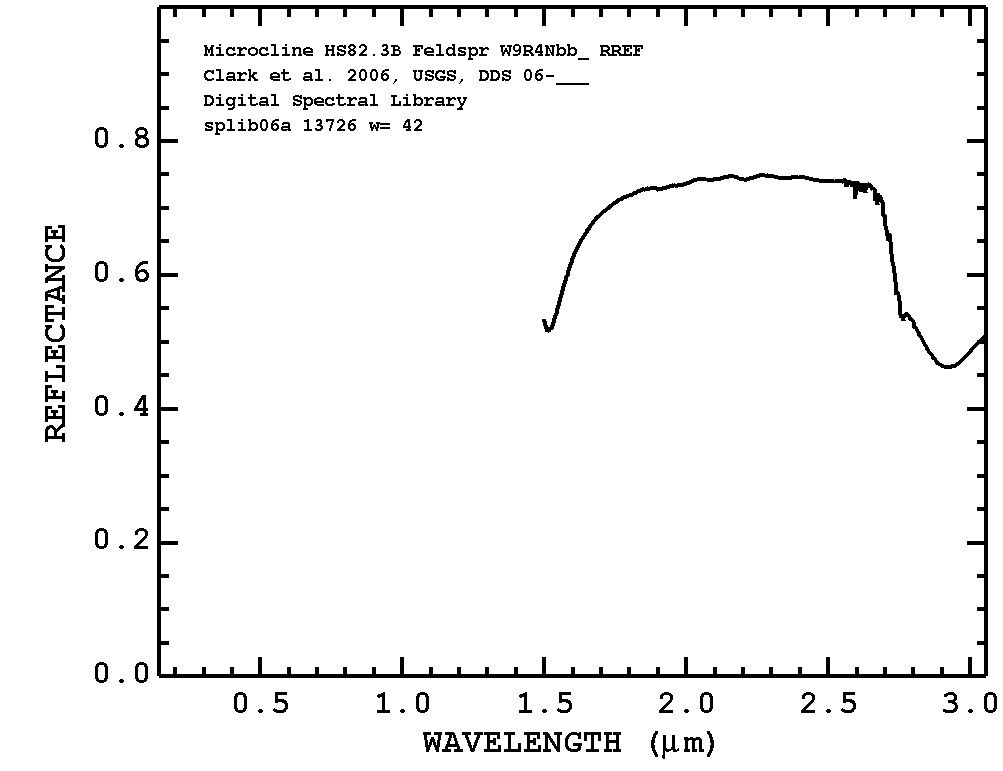 Microcline HS82.3B Feldspr W9R4Nbb_ RREF
Clark et al. 2006, USGS, DDS 06-___
Digital Spectral Library
splib06a 13726 w= 42
REFLECTANCE
0.8
0.6
0.4
0.2
0.0
0.5 1.0 1.5 2.0 2.5 3.0
WAVELENGTH (μm)